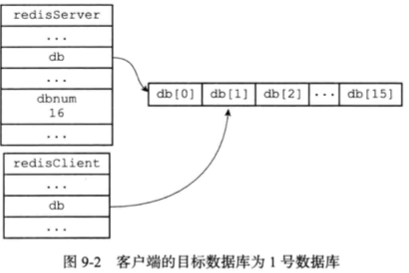 redisServer
...
db
...
dbnum
16
...
db[0] db[1] db[2] ... db[15]
redisClient
...
db
...
图 9-2 客户端的目标数据库为 1 号数据库